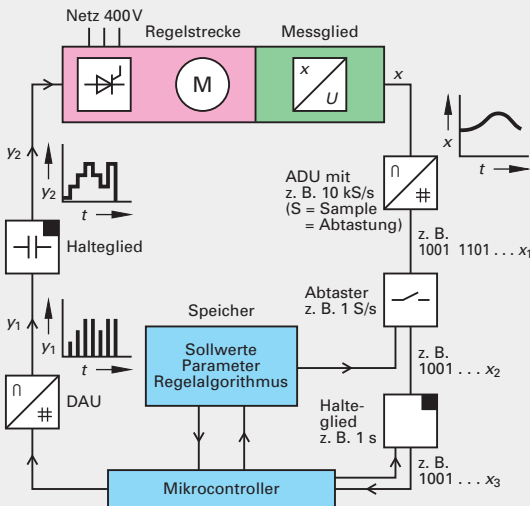 Netz 400 V
Regelstrecke
Messglied
M
x
U
x
x
t
y2
y2
t
ADU mit
z. B. 10 kS/s
(S = Sample
= Abtastung)
∩
#
Halteglied
z. B.
1001 1101 . . . x1
y1
y1
t
Abtaster
z. B. 1 S/s
Speicher
Sollwerte
Parameter
Regelalgorithmus
z. B.
1001 . . . x2
∩
#
DAU
Halte-
glied
z. B. 1 s
z. B.
1001 . . . x3
Mikrocontroller